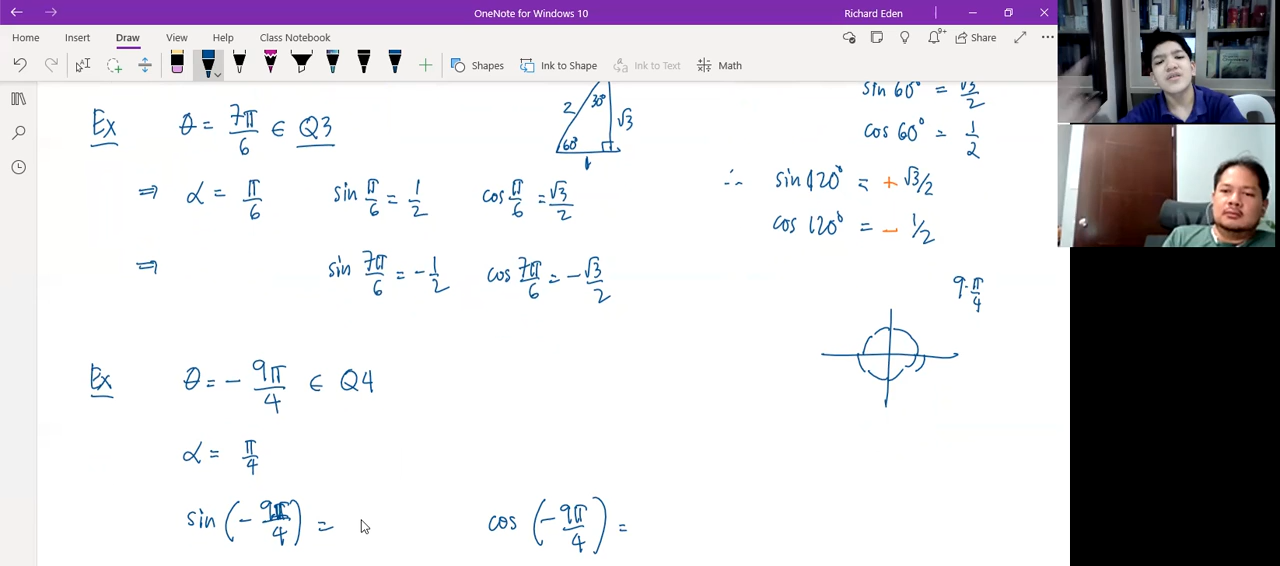 OneNote for Windows 10
Richard Eden
Home Insert Draw View Help Class Notebook
Share
Shapes Ink to Shape Ink to Text Math
Ex θ = 7π/6 ∈ Q3
2 30° √3
60°
1
⇒ α = π/6 sin π/6 = 1/2 cos π/6 = √3/2
⇒ sin 7π/6 = -1/2 cos 7π/6 = -√3/2
sin 60° = √3/2
cos 60° = 1/2
∴ sin 120° = + √3/2
cos 120° = - 1/2
9·π/4
Ex θ = - 9π/4 ∈ Q4
α = π/4
sin (- 9π/4) = cos (- 9π/4) =